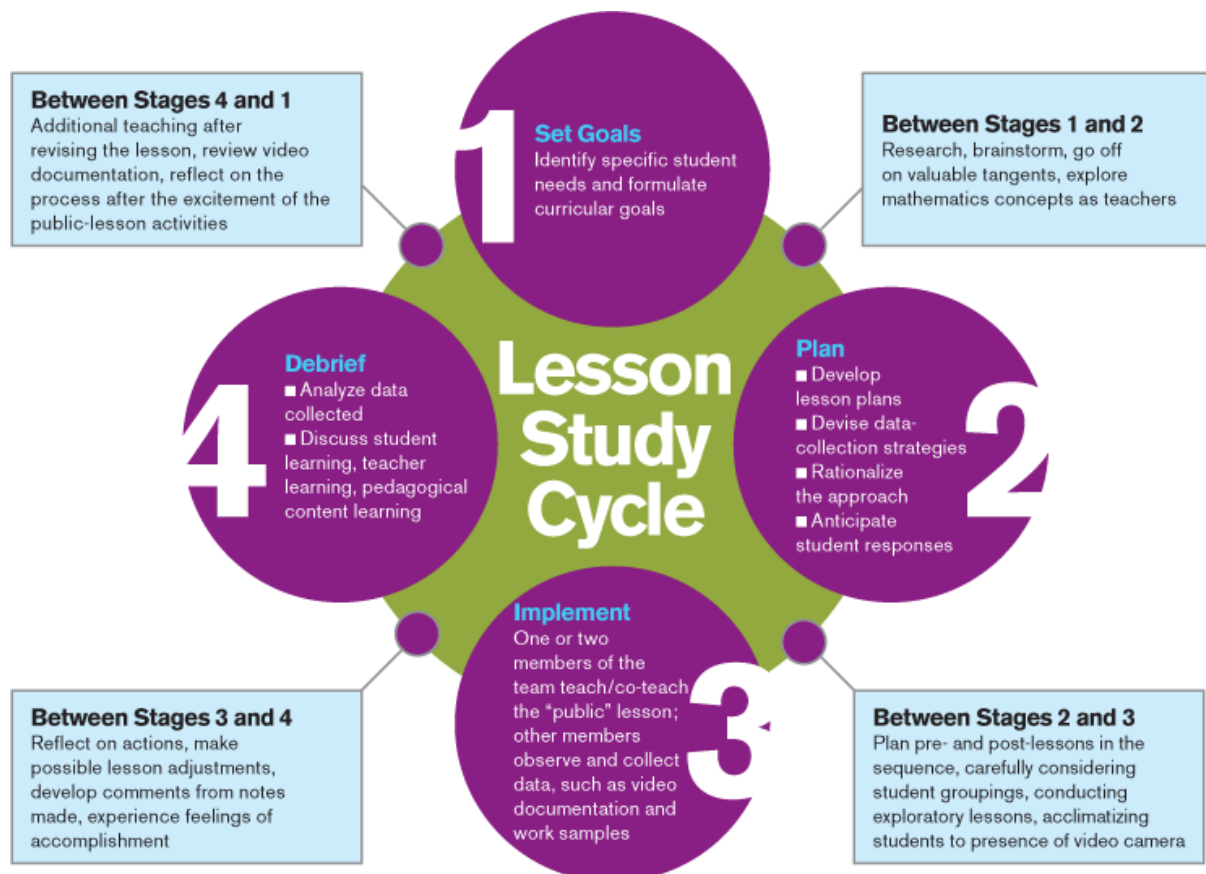 Between Stages 4 and 1
Additional teaching after
revising the lesson, review video
documentation, reflect on the
process after the excitement of the
public-lesson activities
1
Set Goals
Identify specific student
needs and formulate
curricular goals
Between Stages 1 and 2
Research, brainstorm, go off
on valuable tangents, explore
mathematics concepts as teachers
4
Debrief
■ Analyze data
collected
■ Discuss student
learning, teacher
learning, pedagogical
content learning
Lesson
Study
Cycle
Plan
■ Develop
lesson plans
■ Devise data-
collection strategies
■ Rationalize
the approach
■ Anticipate
student responses
2
Between Stages 3 and 4
Reflect on actions, make
possible lesson adjustments,
develop comments from notes
made, experience feelings of
accomplishment
Implement
One or two
members of the
team teach/co-teach
the “public” lesson;
other members
observe and collect
data, such as video
documentation and
work samples
3
Between Stages 2 and 3
Plan pre- and post-lessons in the
sequence, carefully considering
student groupings, conducting
exploratory lessons, acclimatizing
students to presence of video camera